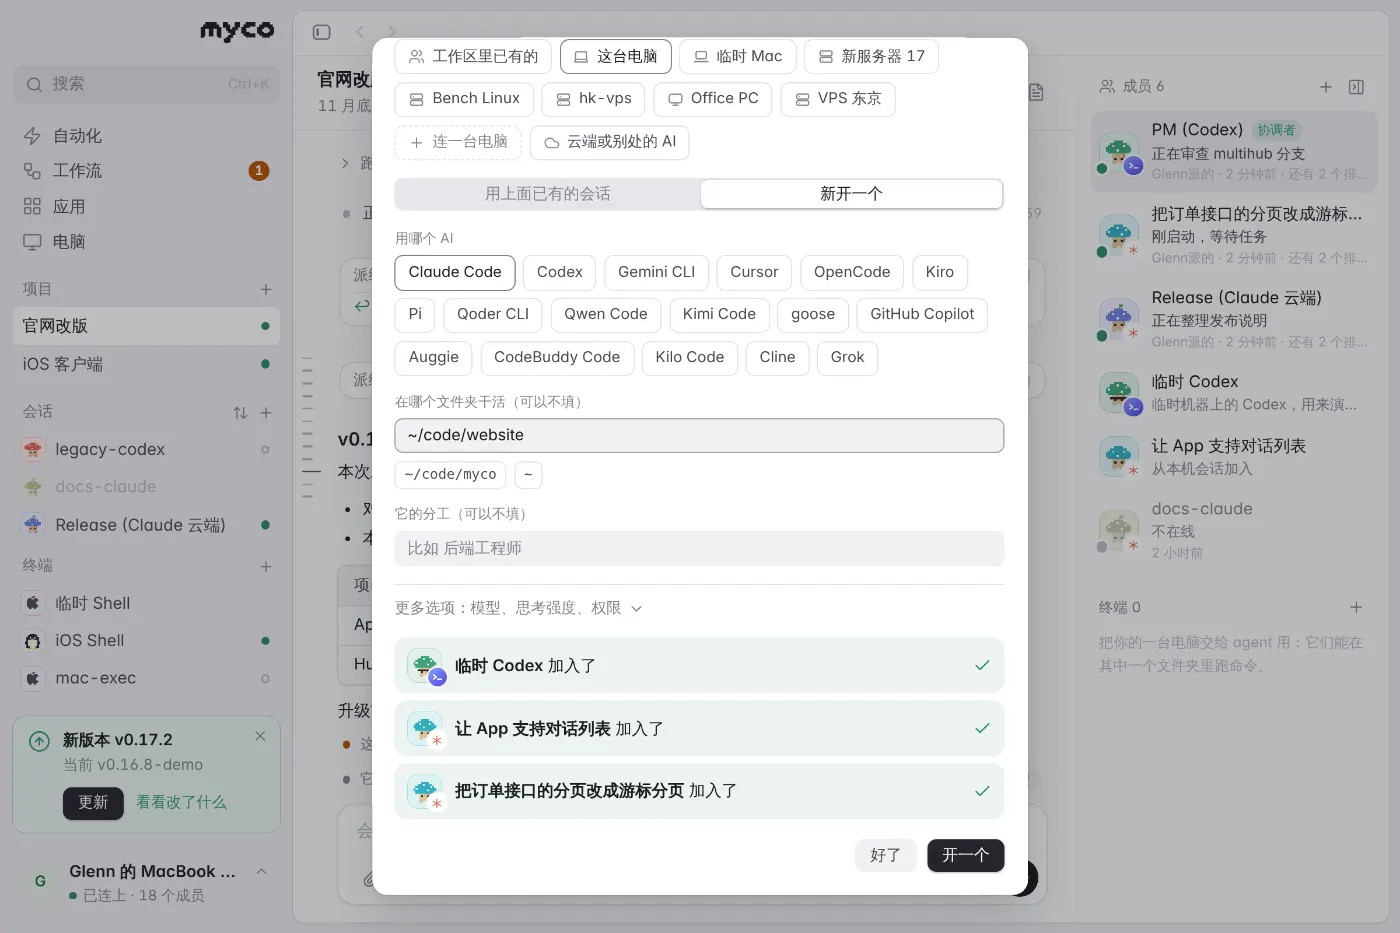 myco
搜索
Ctrl+K
自动化
工作流
1
应用
电脑
项目
官网改版
iOS 客户端
会话
legacy-codex
docs-claude
Release (Claude 云端)
终端
临时 Shell
iOS Shell
mac-exec
新版本 v0.17.2
当前 v0.16.8-demo
更新
看看改了什么
G
Glenn 的 MacBook ...
已连上 · 18 个成员
官网改
11 月底
派
v0.1
本次
项
Ap
Hu
升级
这
它
工作区里已有的
这台电脑
临时 Mac
新服务器 17
Bench Linux
hk-vps
Office PC
VPS 东京
连一台电脑
云端或别处的 AI
用上面已有的会话
新开一个
用哪个 AI
Claude Code
Codex
Gemini CLI
Cursor
OpenCode
Kiro
Pi
Qoder CLI
Qwen Code
Kimi Code
goose
GitHub Copilot
Auggie
CodeBuddy Code
Kilo Code
Cline
Grok
在哪个文件夹干活（可以不填）
~/code/website
~/code/myco
~
它的分工（可以不填）
比如 后端工程师
更多选项：模型、思考强度、权限
临时 Codex 加入了
让 App 支持对话列表 加入了
把订单接口的分页改成游标分页 加入了
好了
开一个
成员 6
PM (Codex)
协调者
正在审查 multihub 分支
Glenn派的 · 2 分钟前 · 还有 2 个排...
把订单接口的分页改成游标...
刚启动，等待任务
Glenn派的 · 2 分钟前 · 还有 2 个排...
Release (Claude 云端)
正在整理发布说明
Glenn派的 · 2 分钟前 · 还有 2 个排...
临时 Codex
临时机器上的 Codex，用来演...
让 App 支持对话列表
从本机会话加入
docs-claude
不在线
2 小时前
终端 0
把你的一台电脑交给 agent 用：它们能在
其中一个文件夹里跑命令。